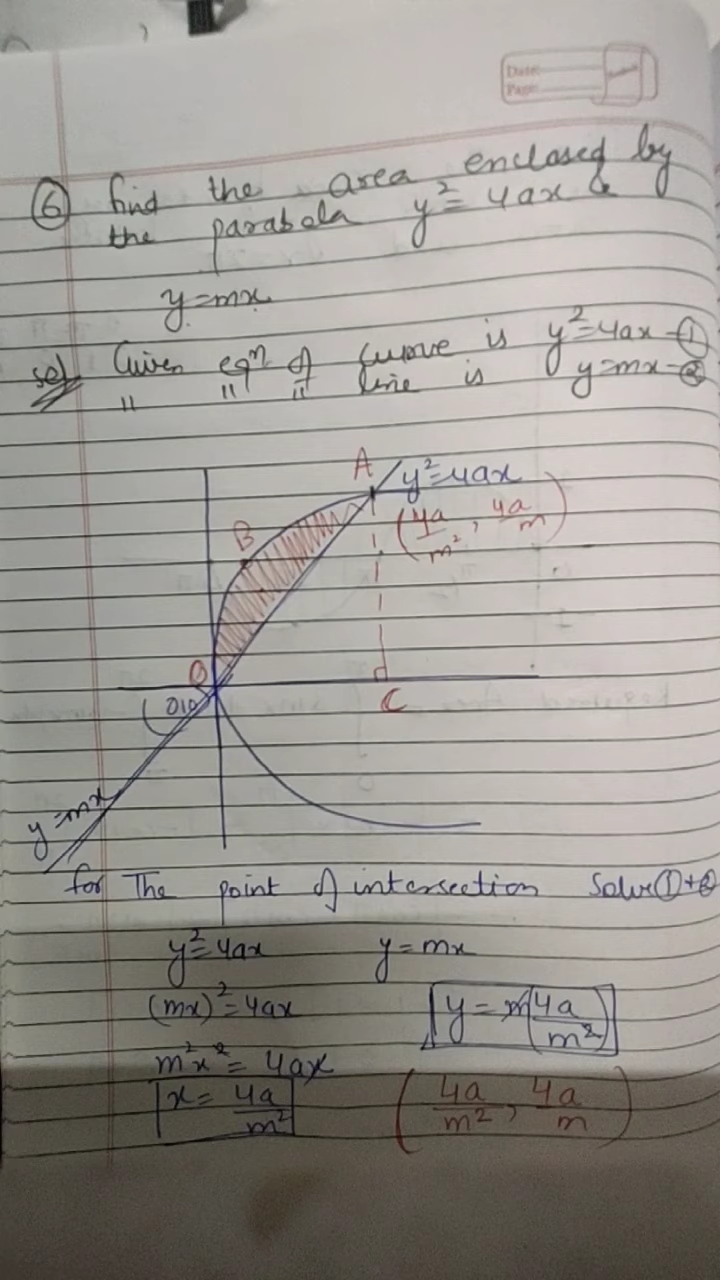 Date:
Page:
⑥ find the area enclosed by
the parabola y²=4ax &
y=mx
Sol Given eqⁿ of curve is y²=4ax-①
" " " line is y=mx-②
A y²=4ax
B (4a/m², 4a/m)
O
(0,0) C
y=mx
for The point of intersection Solve ①+②
y²=4ax y=mx
(mx)²=4ax y=m(4a/m²)
m²x²=4ax
x=4a/m² (4a/m², 4a/m)